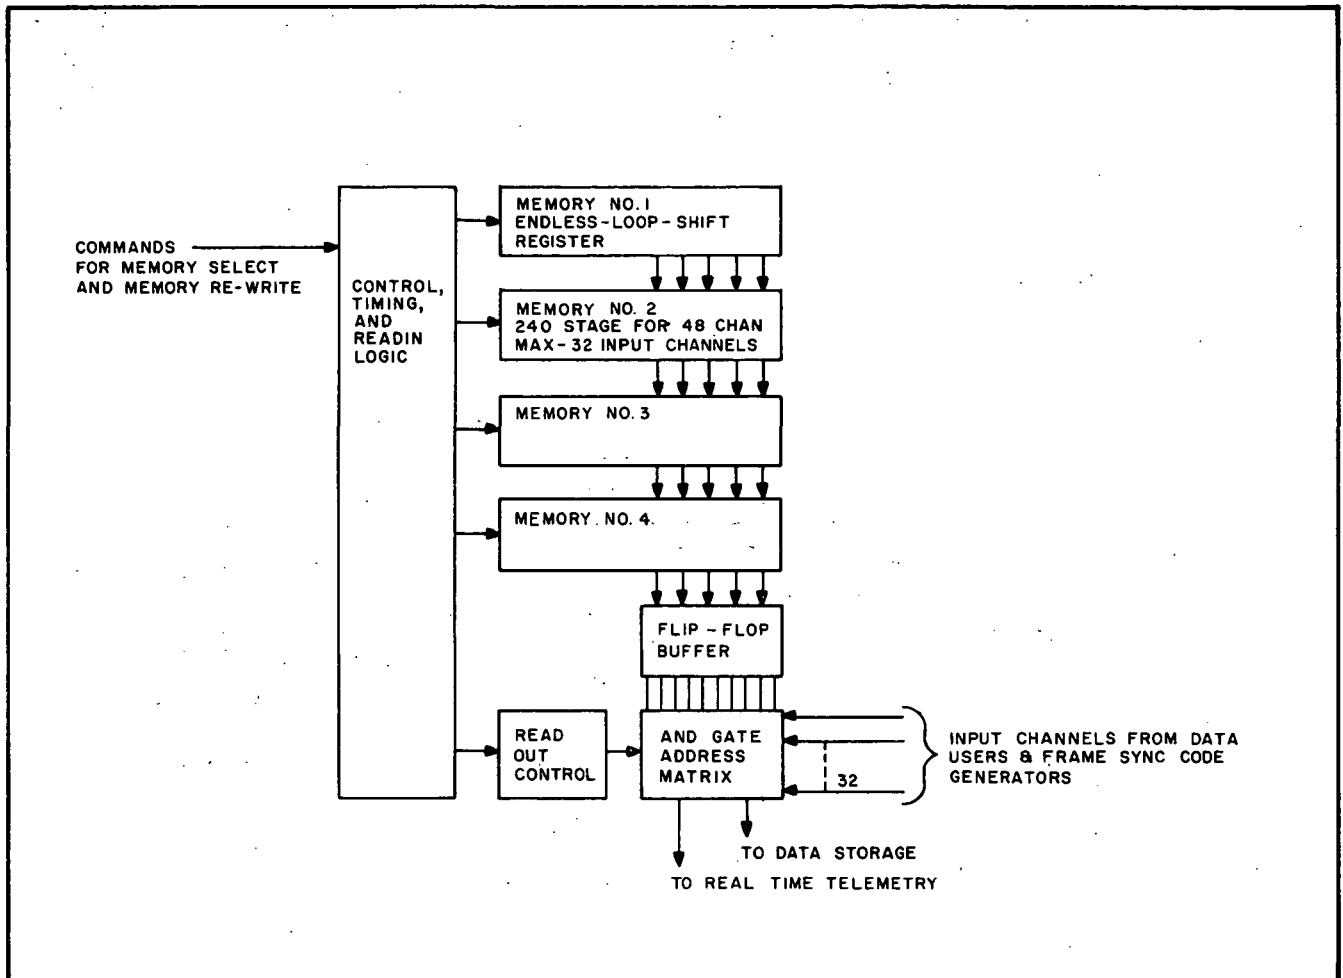 COMMANDS
FOR MEMORY SELECT
AND MEMORY RE-WRITE
CONTROL,
TIMING,
AND
READIN
LOGIC
MEMORY NO. 1
ENDLESS-LOOP-SHIFT
REGISTER
MEMORY NO. 2
240 STAGE FOR 48 CHAN
MAX-32 INPUT CHANNELS
MEMORY NO. 3
MEMORY NO. 4
FLIP-FLOP
BUFFER
READ
OUT
CONTROL
AND GATE
ADDRESS
MATRIX
32
INPUT CHANNELS FROM DATA
USERS & FRAME SYNC CODE
GENERATORS
TO DATA STORAGE
TO REAL TIME TELEMETRY